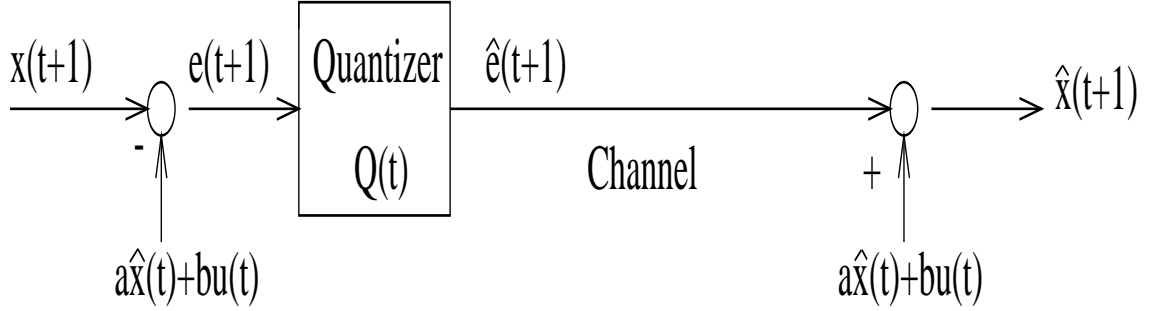 x(t+1)
e(t+1)
Quantizer
Q(t)
ê(t+1)
Channel
x̂(t+1)
-
+
ax̂(t)+bu(t)
ax̂(t)+bu(t)